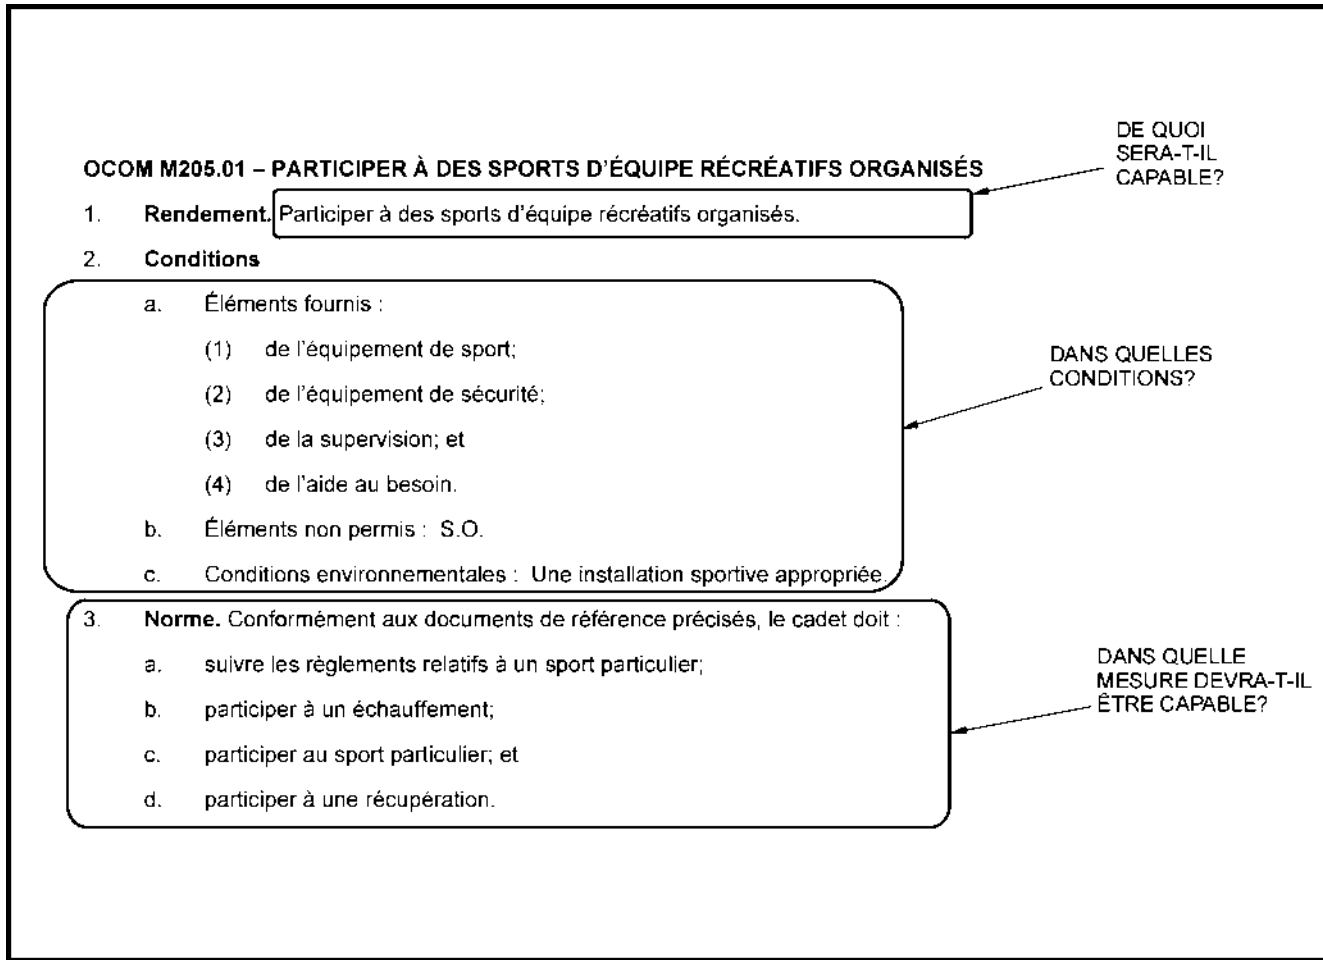 DE QUOI
SERA-T-IL
CAPABLE?
OCOM M205.01 – PARTICIPER À DES SPORTS D'ÉQUIPE RÉCRÉATIFS ORGANISÉS
1. Rendement. Participer à des sports d'équipe récréatifs organisés.
2. Conditions
a. Éléments fournis :
(1) de l'équipement de sport;
(2) de l'équipement de sécurité;
(3) de la supervision; et
(4) de l'aide au besoin.
b. Éléments non permis : S.O.
c. Conditions environnementales : Une installation sportive appropriée.
DANS QUELLES
CONDITIONS?
3. Norme. Conformément aux documents de référence précisés, le cadet doit :
a. suivre les règlements relatifs à un sport particulier;
b. participer à un échauffement;
c. participer au sport particulier; et
d. participer à une récupération.
DANS QUELLE
MESURE DEVRA-T-IL
ÊTRE CAPABLE?